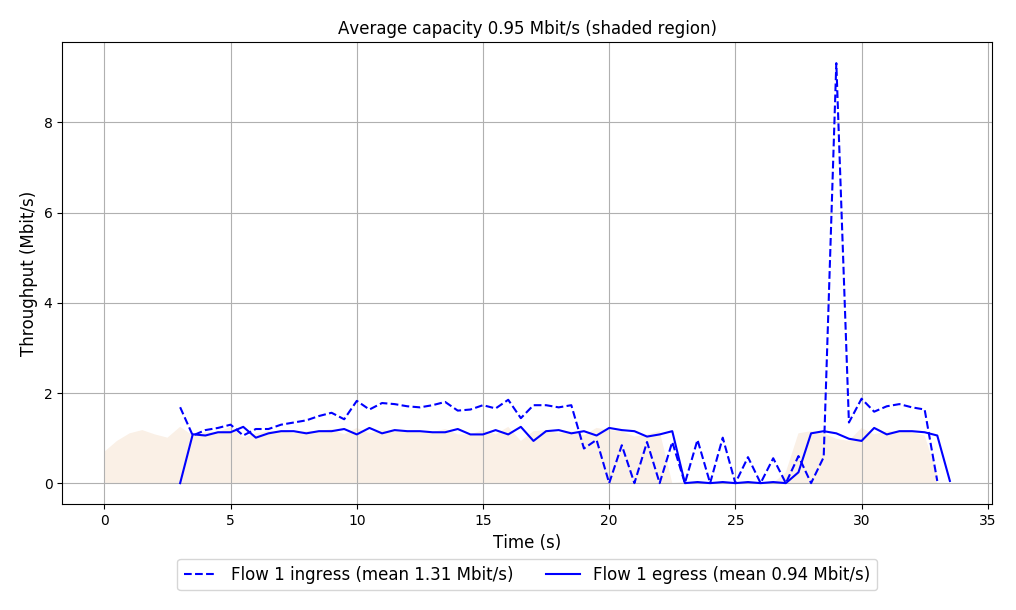 Average capacity 0.95 Mbit/s (shaded region)
Throughput (Mbit/s)
8
6
4
2
0
0 5 10 15 20 25 30 35
Time (s)
Flow 1 ingress (mean 1.31 Mbit/s) Flow 1 egress (mean 0.94 Mbit/s)